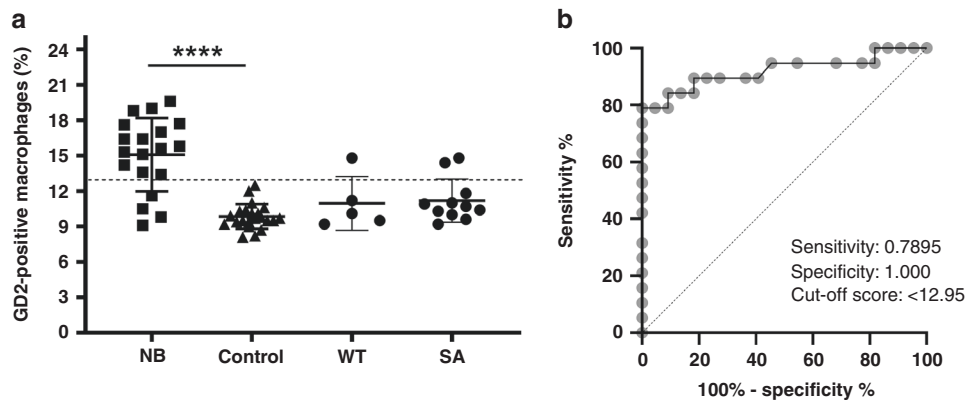 a
GD2-positive macrophages (%)
24
21
18
15
12
9
6
3
0
****
NB Control WT SA
b
Sensitivity %
100
80
60
40
20
0
Sensitivity: 0.7895
Specificity: 1.000
Cut-off score: <12.95
0 20 40 60 80 100
100% - specificity %